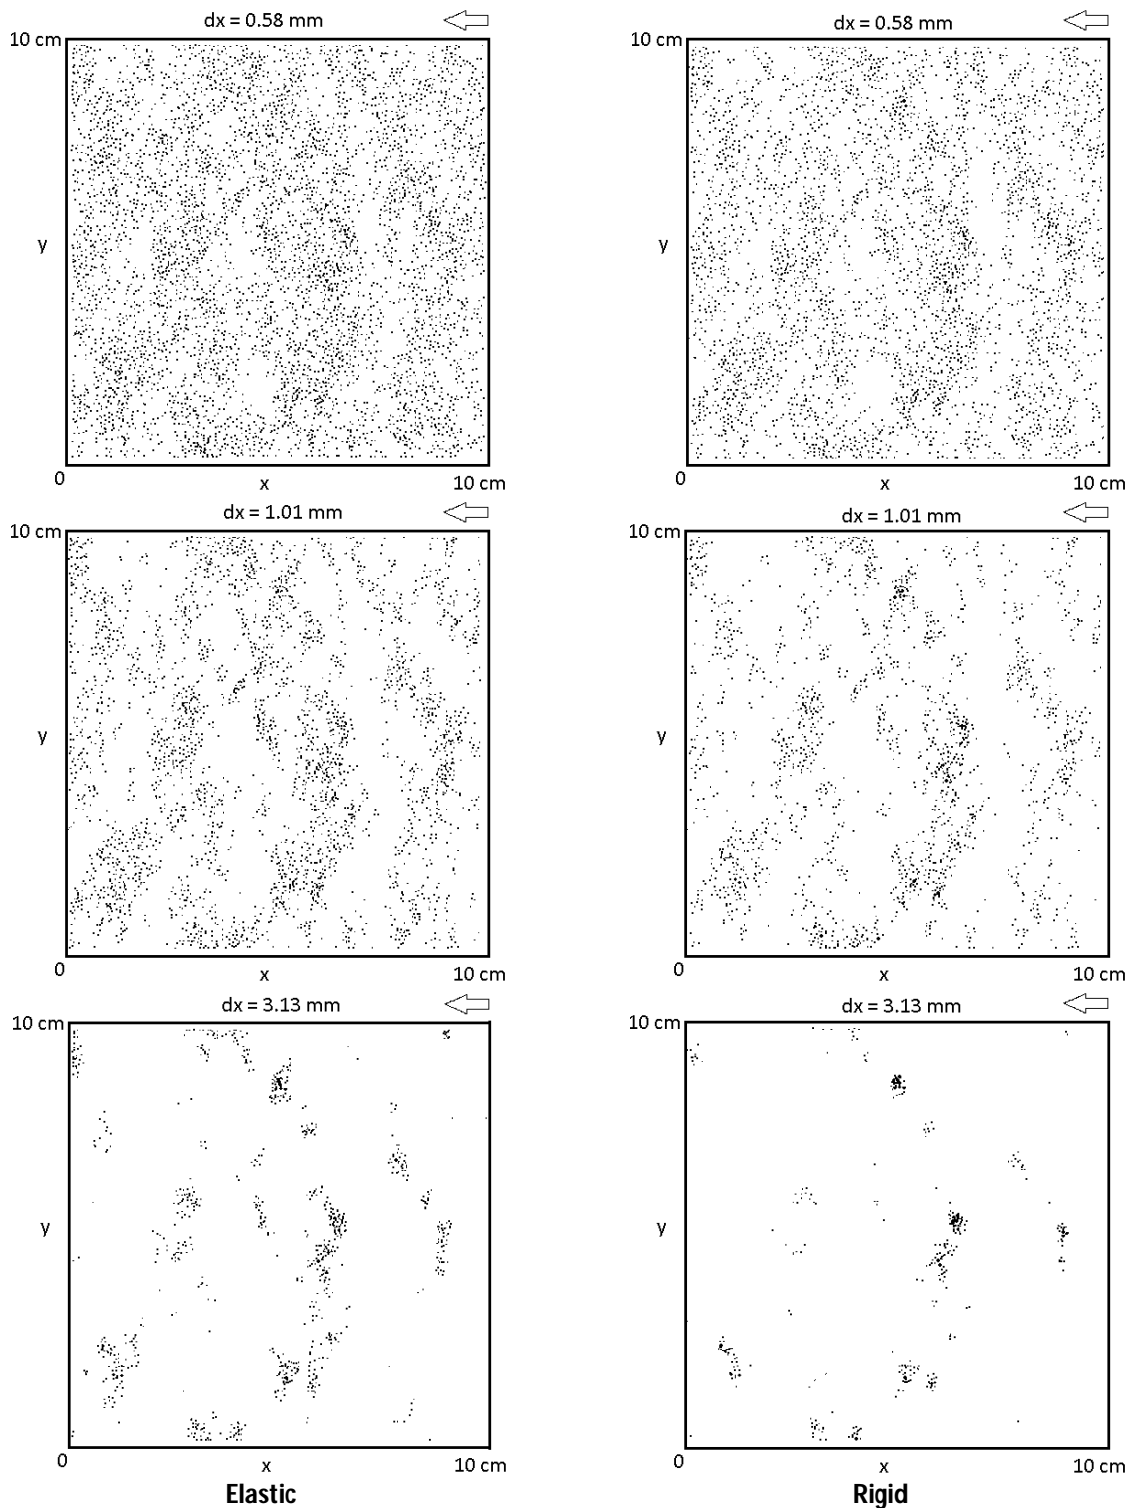 dx = 0.58 mm
dx = 0.58 mm
10 cm
10 cm
y
y
0
x
10 cm
0
x
10 cm
dx = 1.01 mm
dx = 1.01 mm
10 cm
10 cm
y
y
0
x
10 cm
0
x
10 cm
dx = 3.13 mm
dx = 3.13 mm
10 cm
10 cm
y
y
0
x
10 cm
0
x
10 cm
Elastic
Rigid